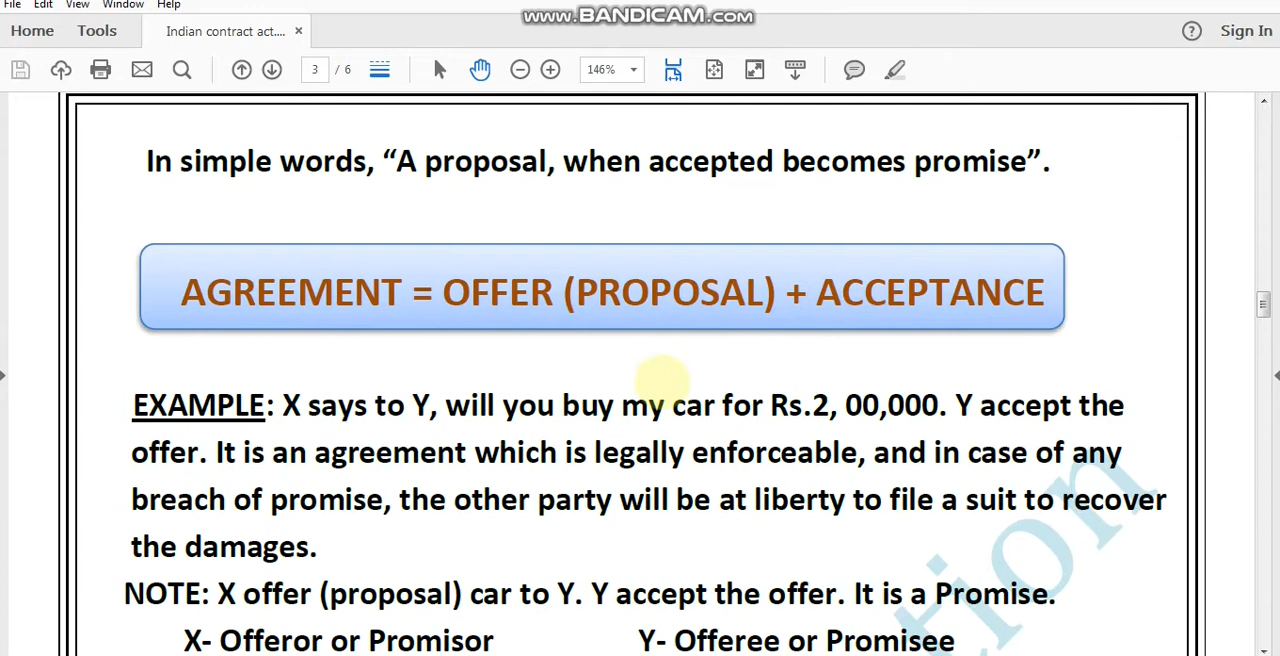 File Edit View Window Help
www.BANDICAM.com
Home Tools Indian contract act.... × ? Sign In
3 / 6 146%
In simple words, “A proposal, when accepted becomes promise”.
AGREEMENT = OFFER (PROPOSAL) + ACCEPTANCE
EXAMPLE: X says to Y, will you buy my car for Rs.2, 00,000. Y accept the
offer. It is an agreement which is legally enforceable, and in case of any
breach of promise, the other party will be at liberty to file a suit to recover
the damages.
NOTE: X offer (proposal) car to Y. Y accept the offer. It is a Promise.
X- Offeror or Promisor Y- Offeree or Promisee